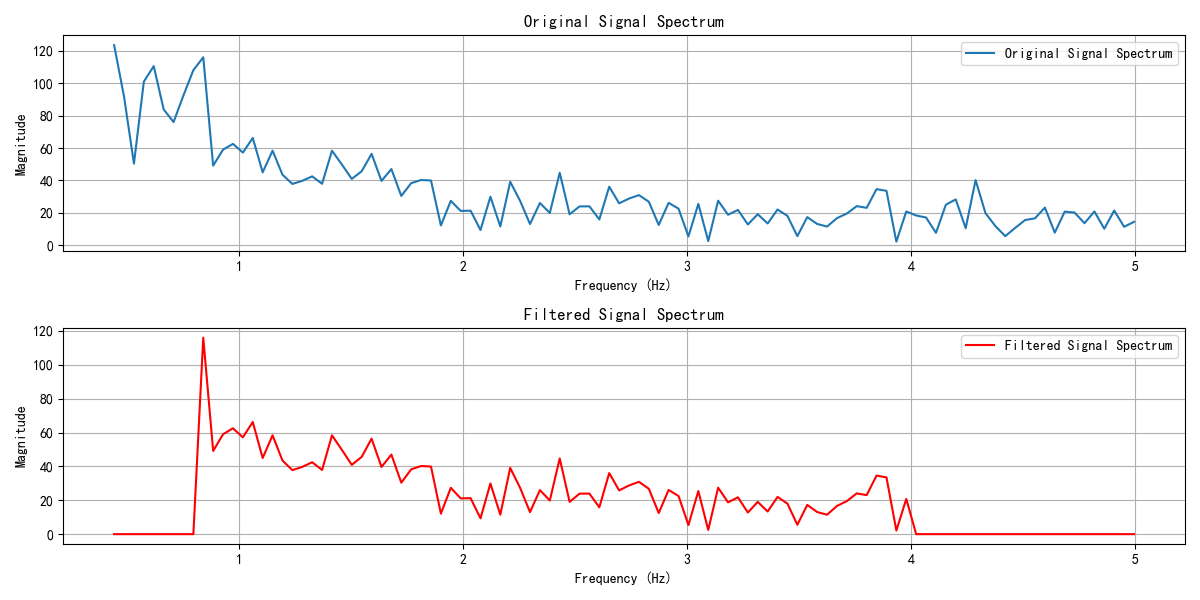 Original Signal Spectrum
Original Signal Spectrum
Magnitude
120
100
80
60
40
20
0
1 2 3 4 5
Frequency (Hz)
Filtered Signal Spectrum
Filtered Signal Spectrum
Magnitude
120
100
80
60
40
20
0
1 2 3 4 5
Frequency (Hz)